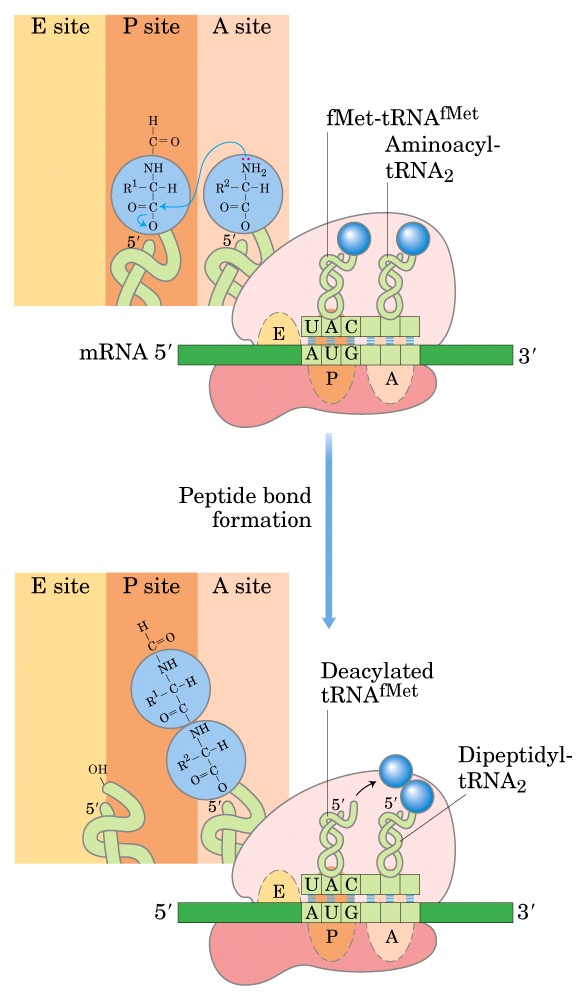 E site P site A site
H
C=O
NH
R1–C–H
O=C
O
5′
NH2
R2–C–H
O=C
O
5′
fMet-tRNAfMet
Aminoacyl-
tRNA2
E
U A C
mRNA 5′ A U G 3′
P A
Peptide bond
formation
E site P site A site
H
C=O
NH
R1–C–H
O=C
NH
R2–C–H
O=C
O
OH
5′
5′
Deacylated
tRNAfMet
Dipeptidyl-
tRNA2
5′ 5′
E
U A C
5′ A U G 3′
P A